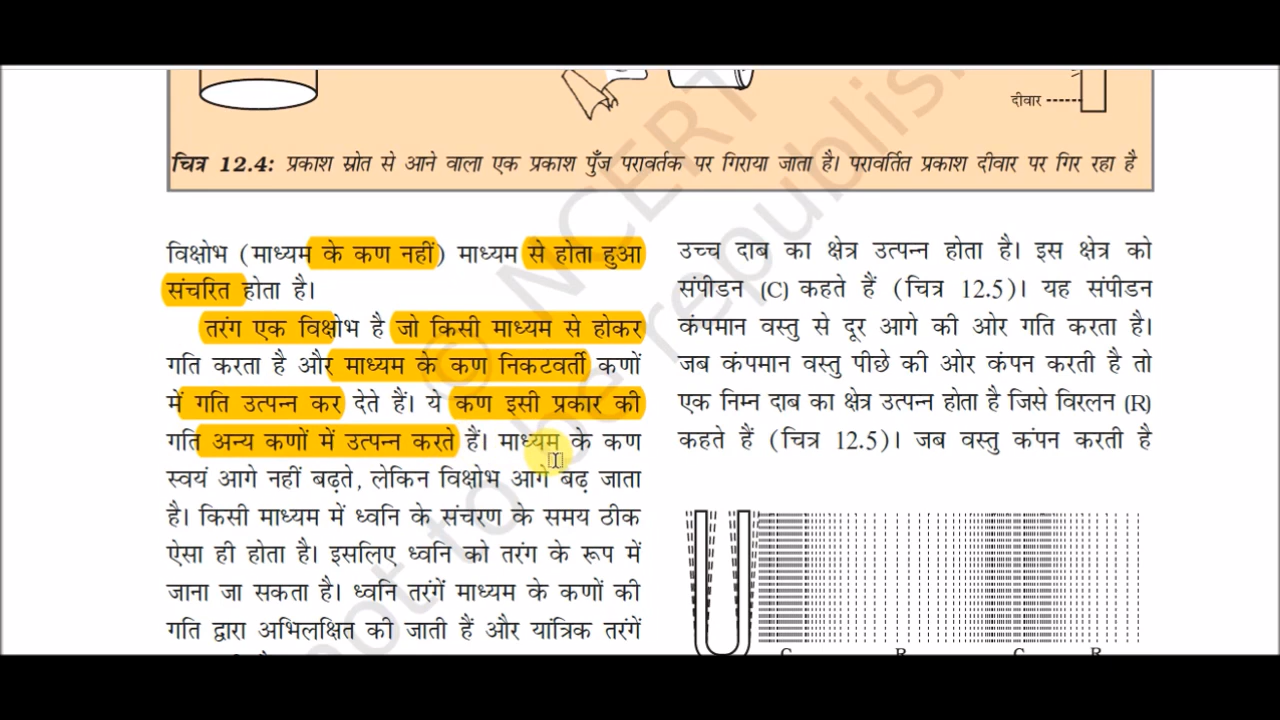 दीवार
चित्र 12.4: प्रकाश स्रोत से आने वाला एक प्रकाश पुँज परावर्तक पर गिराया जाता है। परावर्तित प्रकाश दीवार पर गिर रहा है
विक्षोभ (माध्यम के कण नहीं) माध्यम से होता हुआ
संचरित होता है।
तरंग एक विक्षोभ है जो किसी माध्यम से होकर
गति करता है और माध्यम के कण निकटवर्ती कणों
में गति उत्पन्न कर देते हैं। ये कण इसी प्रकार की
गति अन्य कणों में उत्पन्न करते हैं। माध्यम के कण
स्वयं आगे नहीं बढ़ते, लेकिन विक्षोभ आगे बढ़ जाता
है। किसी माध्यम में ध्वनि के संचरण के समय ठीक
ऐसा ही होता है। इसलिए ध्वनि को तरंग के रूप में
जाना जा सकता है। ध्वनि तरंगें माध्यम के कणों की
गति द्वारा अभिलक्षित की जाती हैं और यांत्रिक तरंगें
उच्च दाब का क्षेत्र उत्पन्न होता है। इस क्षेत्र को
संपीडन (C) कहते हैं (चित्र 12.5)। यह संपीडन
कंपमान वस्तु से दूर आगे की ओर गति करता है।
जब कंपमान वस्तु पीछे की ओर कंपन करती है तो
एक निम्न दाब का क्षेत्र उत्पन्न होता है जिसे विरलन (R)
कहते हैं (चित्र 12.5)। जब वस्तु कंपन करती है
C R C R
© NCERT
not to be republish